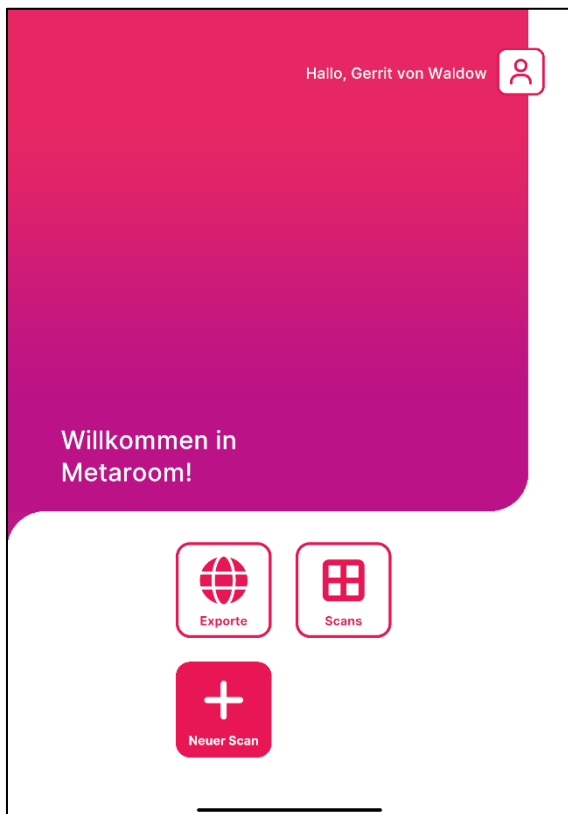 Hallo, Gerrit von Waldow
Willkommen in
Metaroom!
Exporte
Scans
Neuer Scan